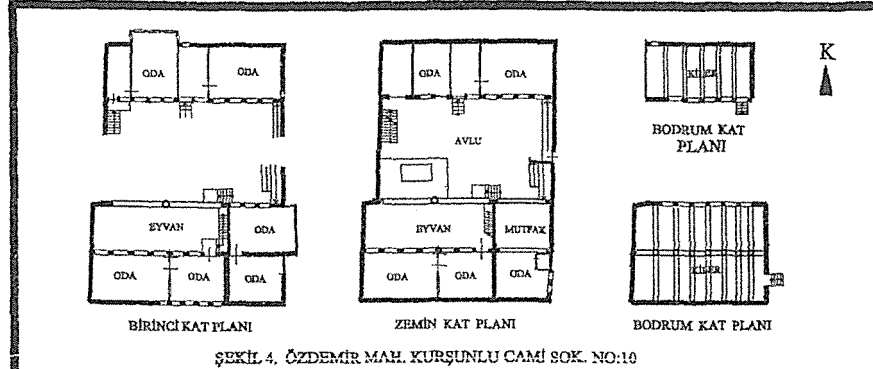 ODA
ODA
EYVAN
ODA
ODA
ODA
ODA
BİRİNCİ KAT PLANI
ODA
ODA
AVLU
EYVAN
MUTFAK
ODA
ODA
ODA
ZEMİN KAT PLANI
KİLER
BODRUM KAT
PLANI
K
KİLER
BODRUM KAT PLANI
ŞEKİL 4. ÖZDEMİR MAH. KURŞUNLU CAMİ SOK. NO:10